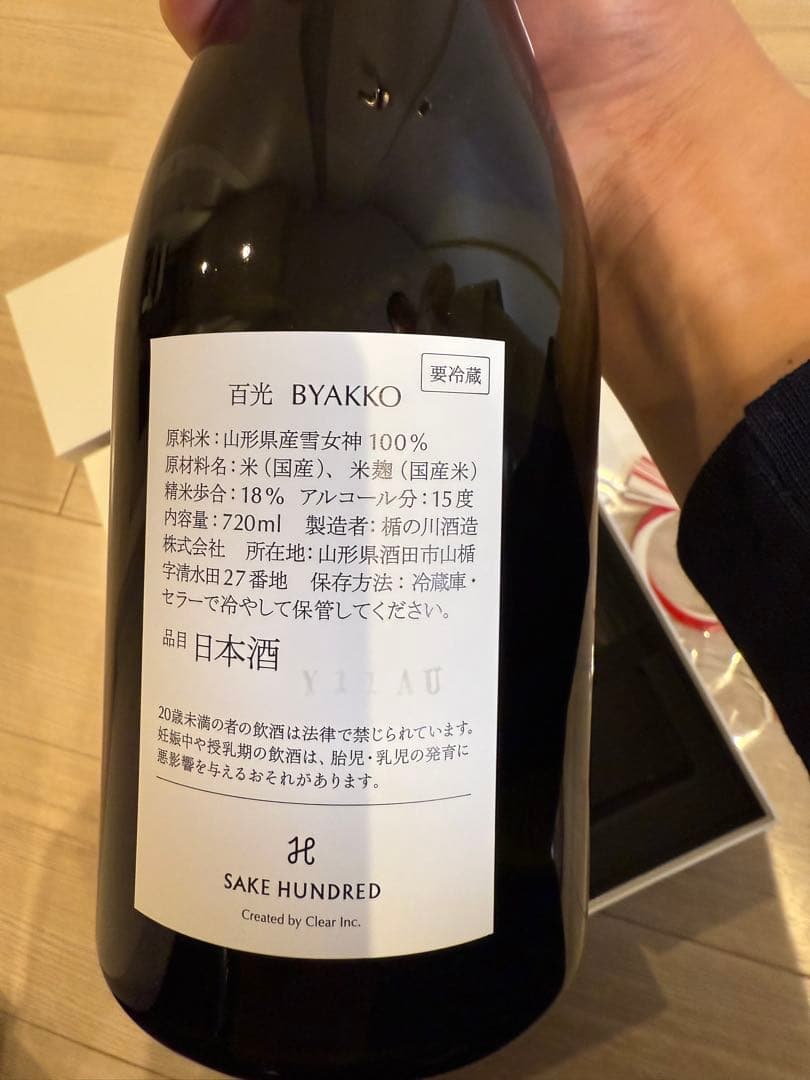 百光 BYAKKO
要冷蔵
原料米：山形県産雪女神 100%
原材料名：米（国産）、米麹（国産米）
精米歩合：18% アルコール分：15度
内容量：720ml 製造者：楯の川酒造
株式会社 所在地：山形県酒田市山楯
字清水田27番地 保存方法：冷蔵庫・
セラーで冷やして保管してください。
品目 日本酒
Y11AU
20歳未満の者の飲酒は法律で禁じられています。
妊娠中や授乳期の飲酒は、胎児・乳児の発育に
悪影響を与えるおそれがあります。
SAKE HUNDRED
Created by Clear Inc.